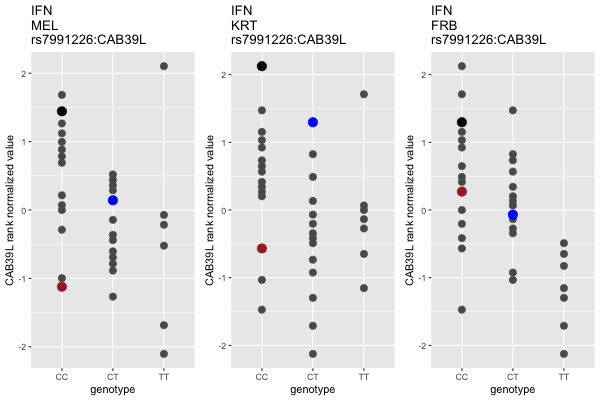 IFN
MEL
rs7991226:CAB39L
CAB39L rank normalized value
2
1
0
-1
-2
CC CT TT
genotype
IFN
KRT
rs7991226:CAB39L
CAB39L rank normalized value
2
1
0
-1
-2
CC CT TT
genotype
IFN
FRB
rs7991226:CAB39L
CAB39L rank normalized value
2
1
0
-1
-2
CC CT TT
genotype